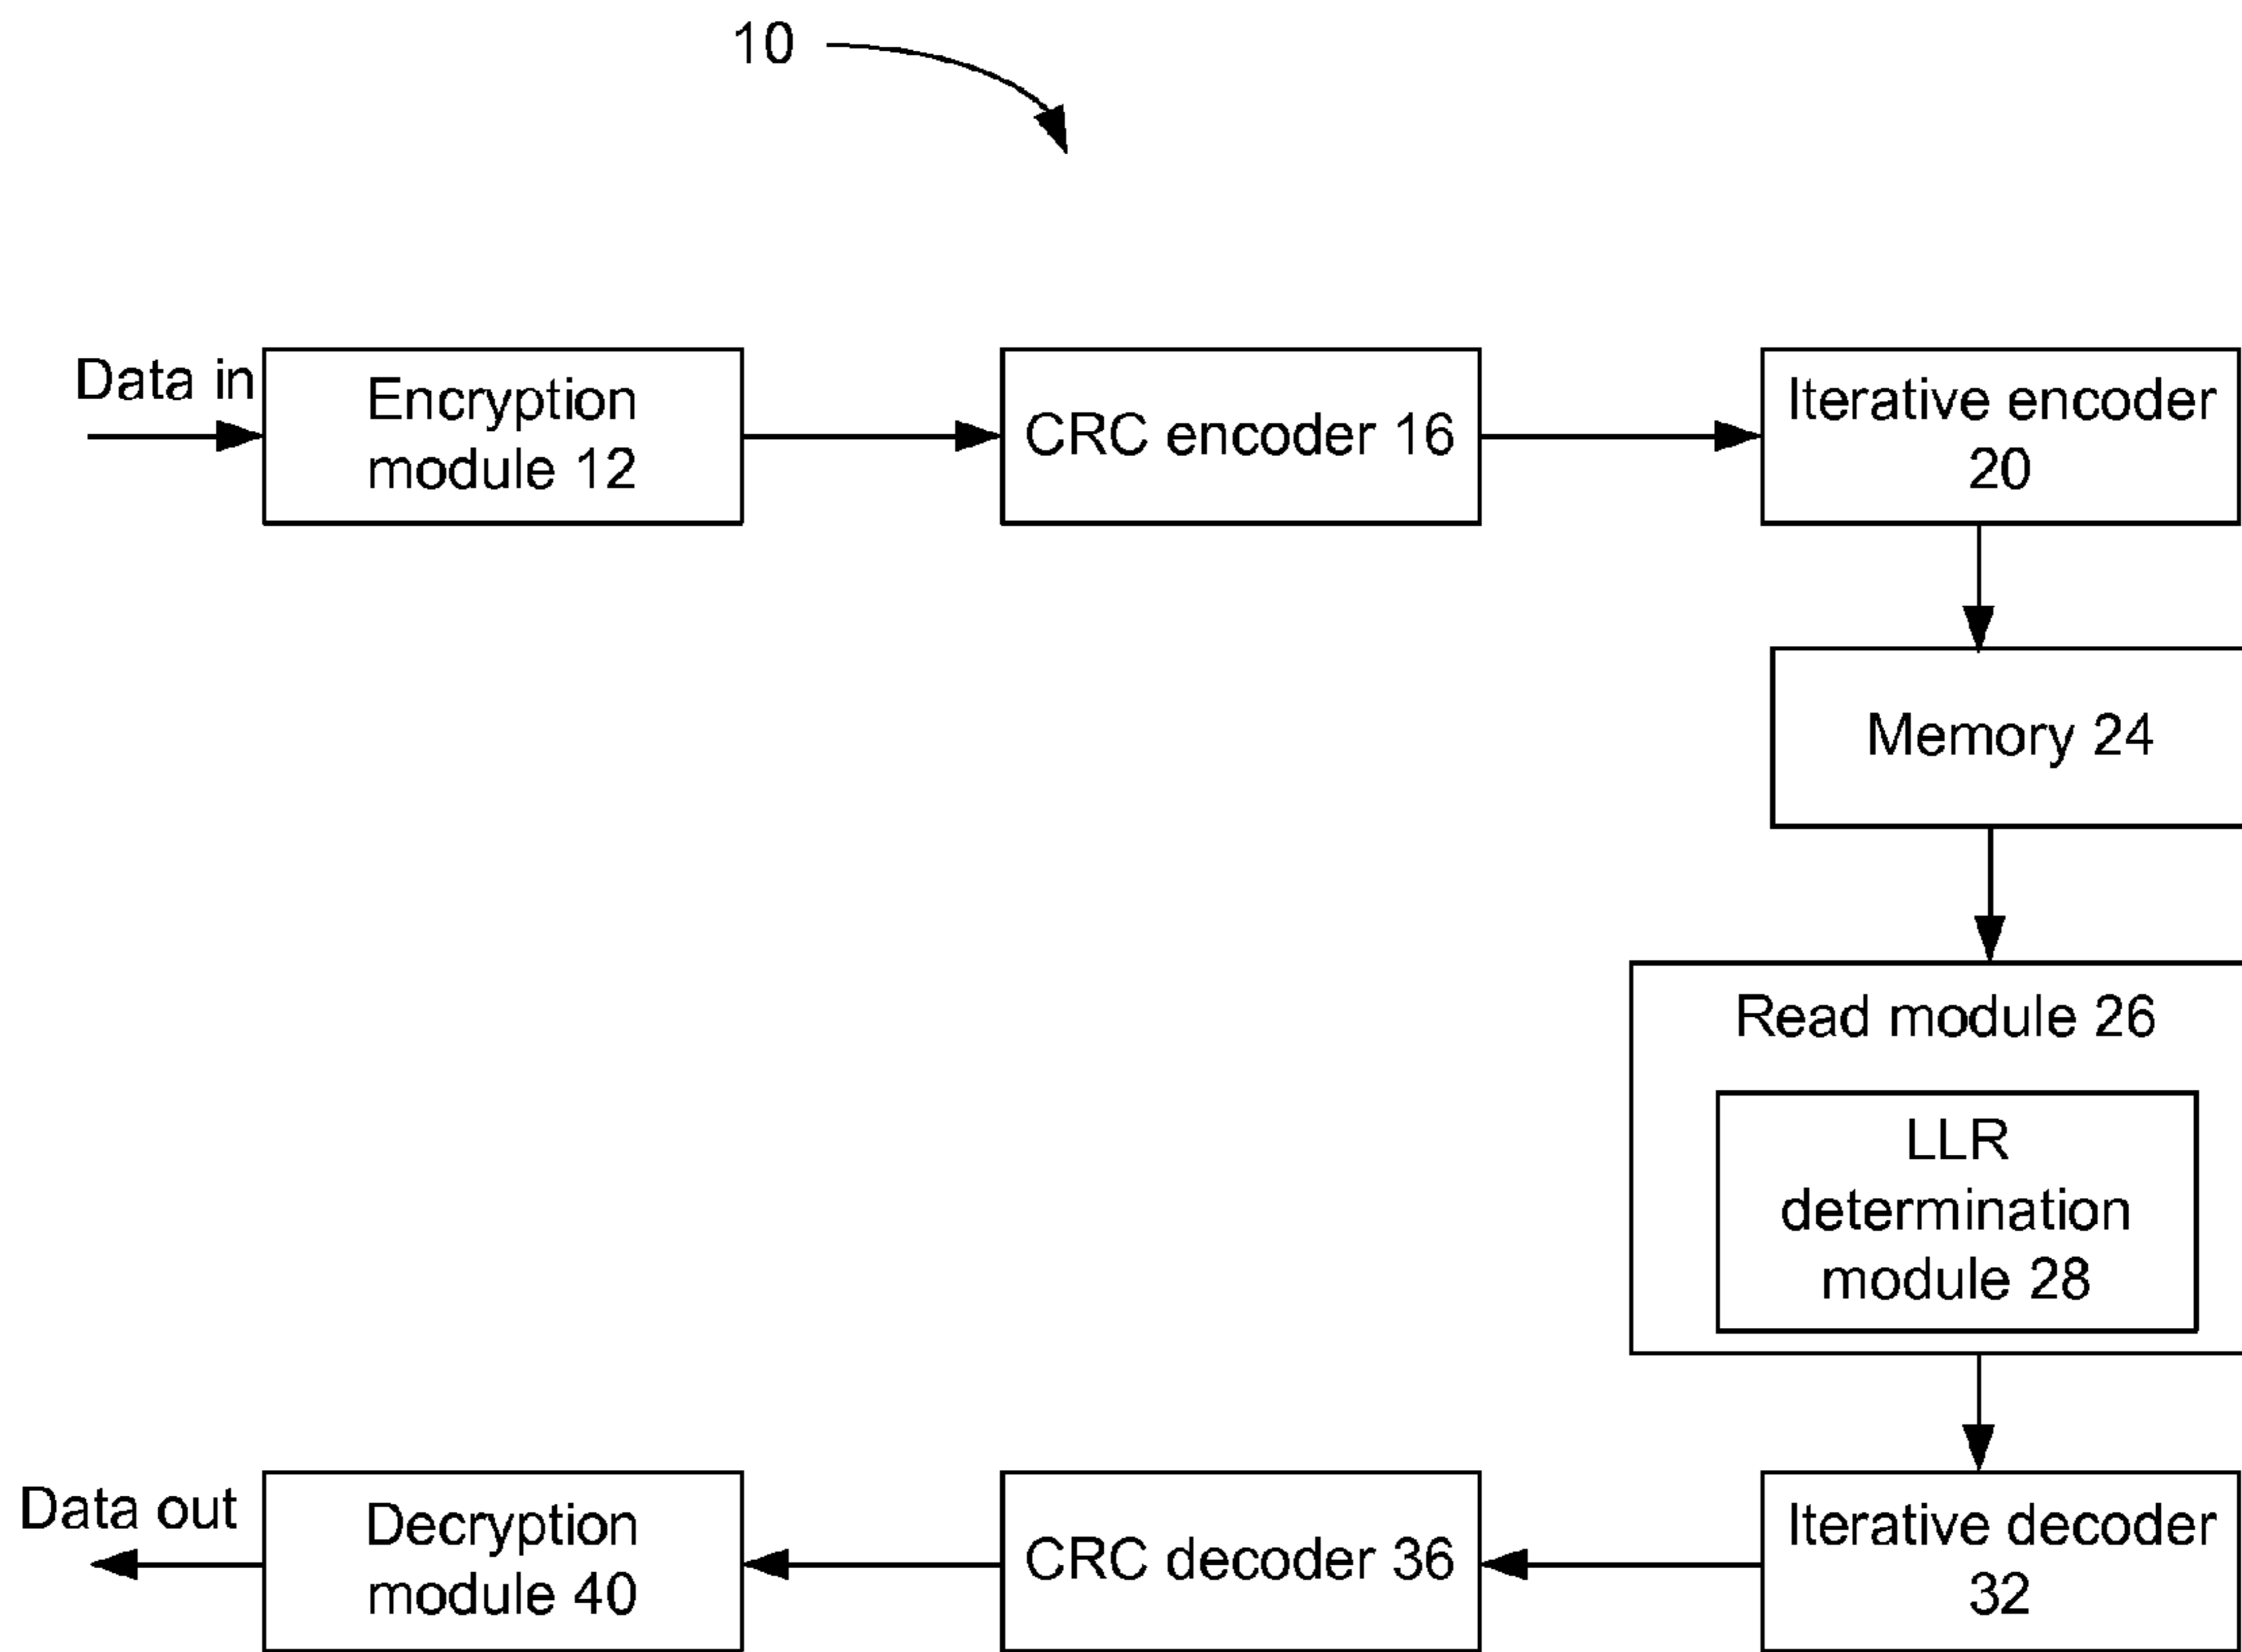 10
Data in
Encryption
module 12
CRC encoder 16
Iterative encoder
20
Memory 24
Read module 26
LLR
determination
module 28
Data out
Decryption
module 40
CRC decoder 36
Iterative decoder
32